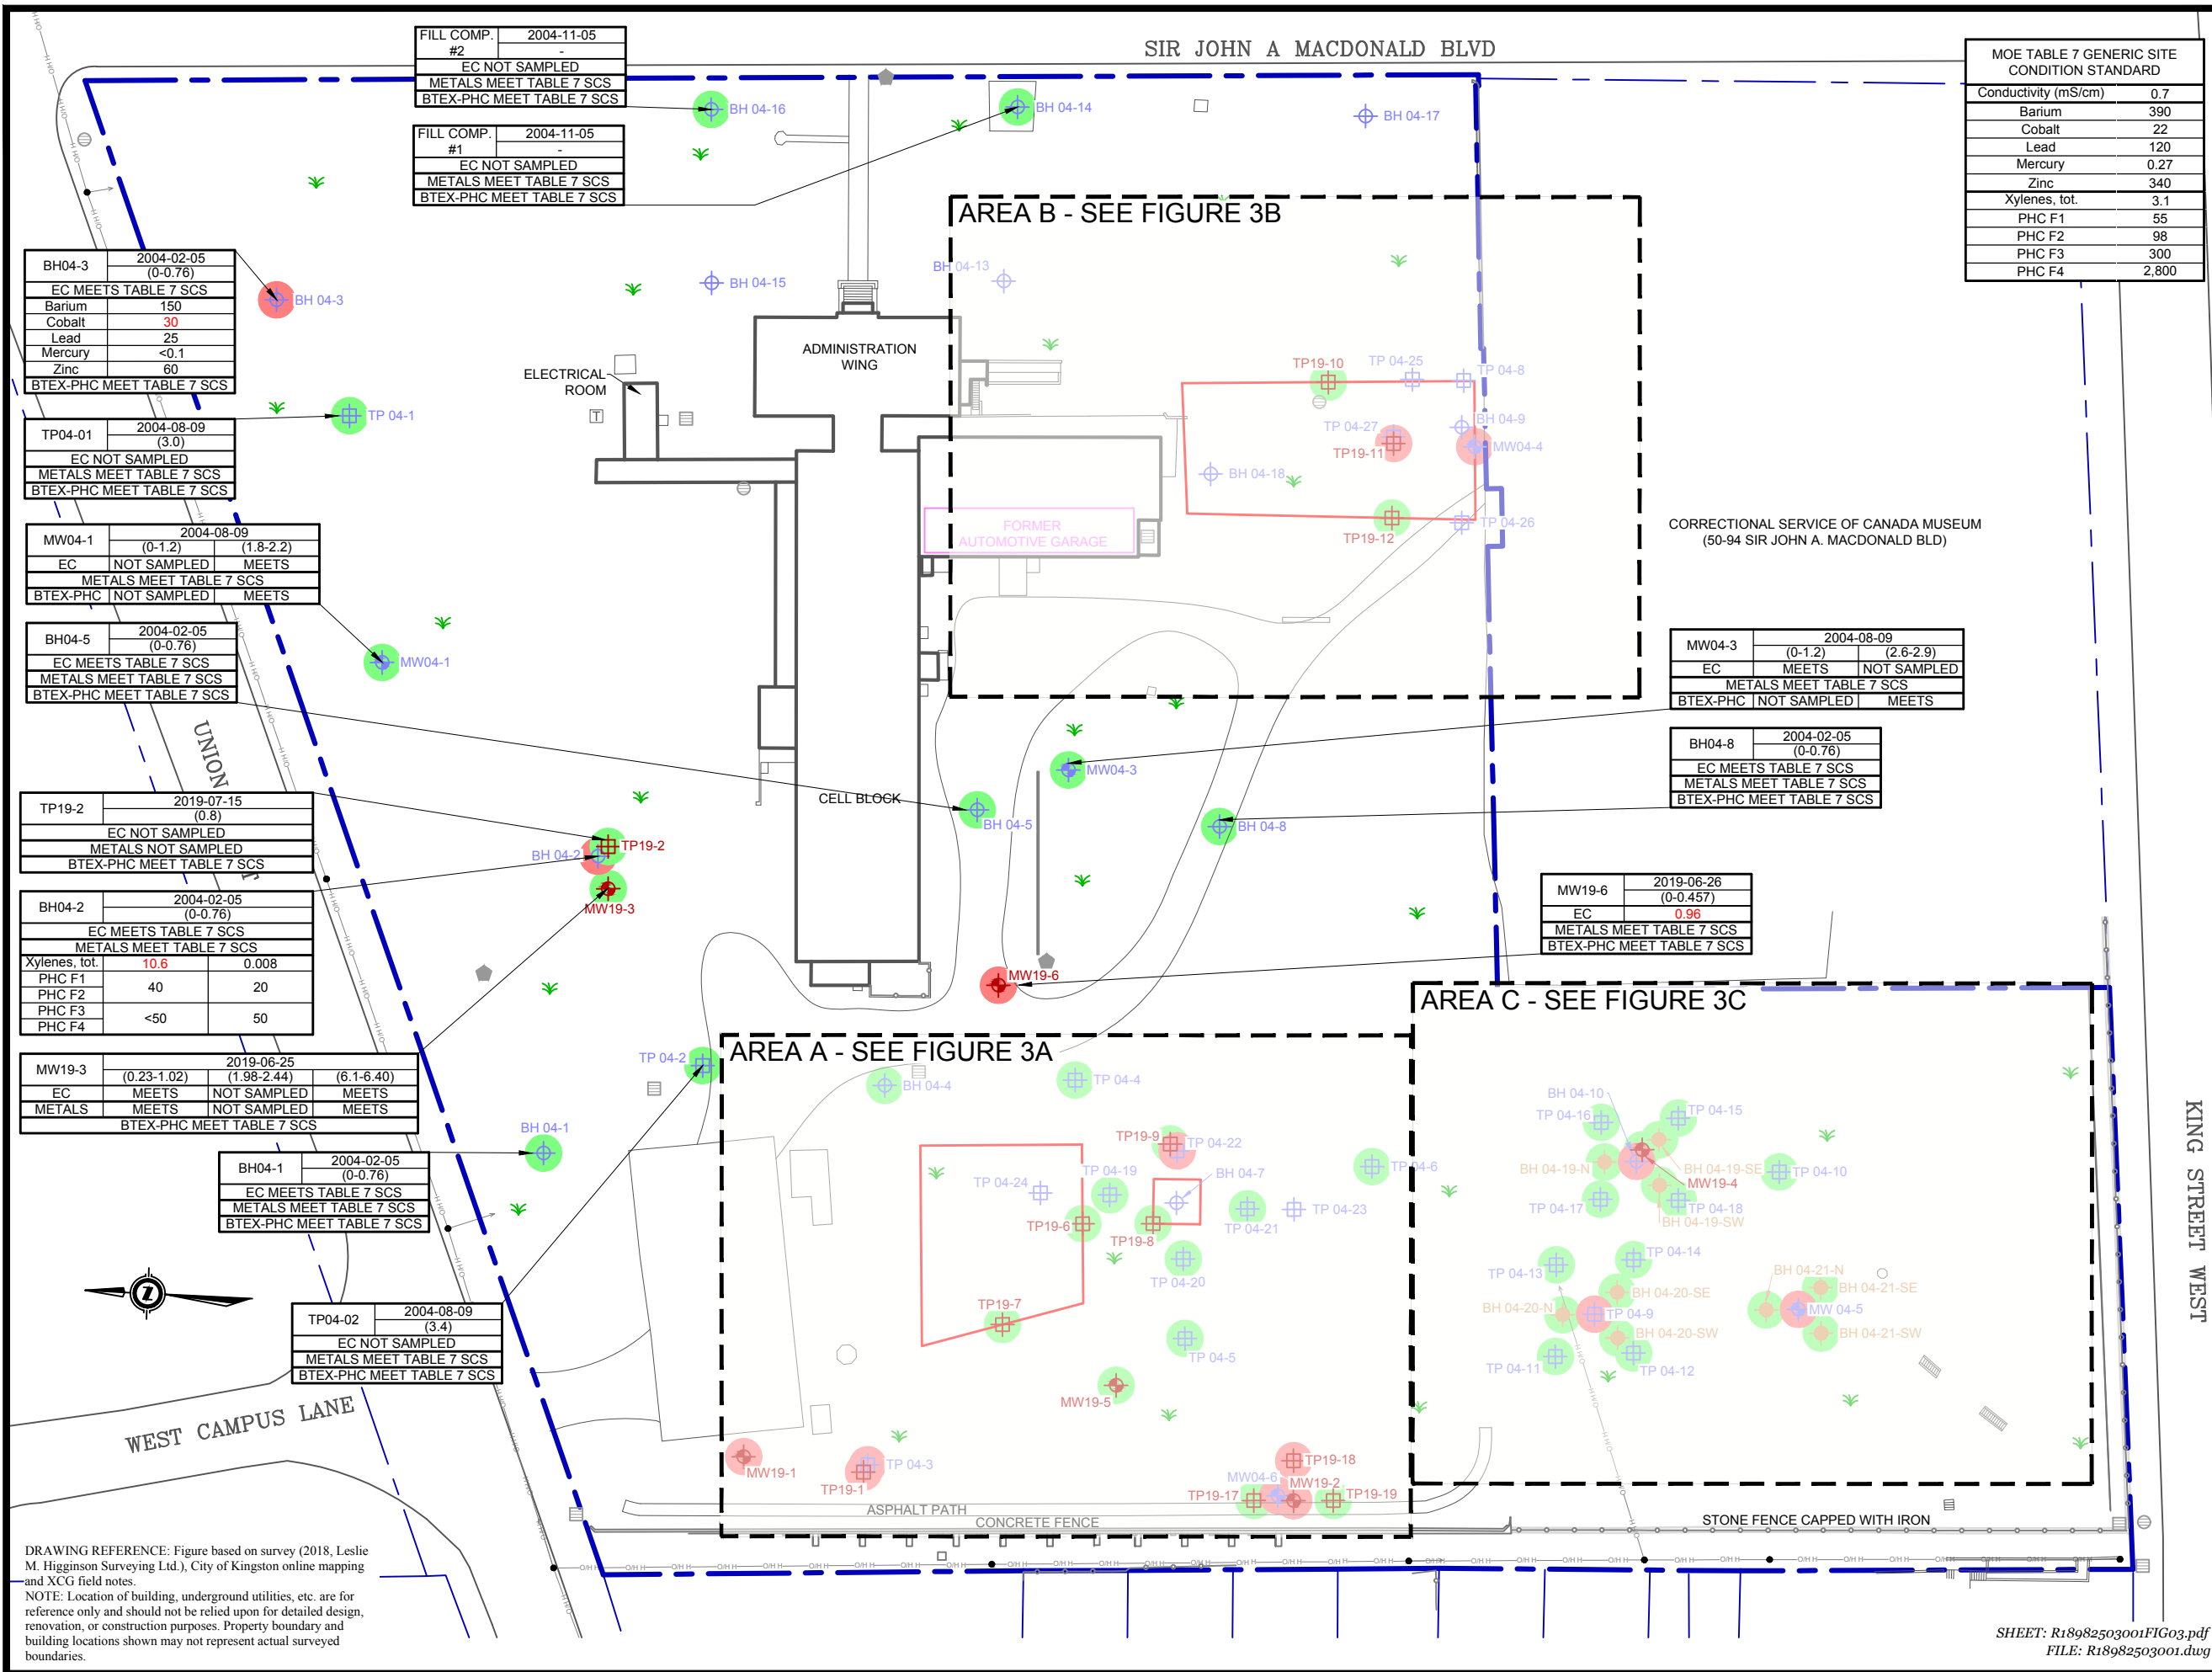 SIR JOHN A MACDONALD BLVD
FILL COMP. #2 2004-11-05
-
EC NOT SAMPLED
METALS MEET TABLE 7 SCS
BTEX-PHC MEET TABLE 7 SCS
FILL COMP. #1 2004-11-05
-
EC NOT SAMPLED
METALS MEET TABLE 7 SCS
BTEX-PHC MEET TABLE 7 SCS
MOE TABLE 7 GENERIC SITE
CONDITION STANDARD
Conductivity (mS/cm) 0.7
Barium 390
Cobalt 22
Lead 120
Mercury 0.27
Zinc 340
Xylenes, tot. 3.1
PHC F1 55
PHC F2 98
PHC F3 300
PHC F4 2,800
BH 04-16
BH 04-14
BH 04-17
BH04-3 2004-02-05
(0-0.76)
EC MEETS TABLE 7 SCS
Barium 150
Cobalt 30
Lead 25
Mercury <0.1
Zinc 60
BTEX-PHC MEET TABLE 7 SCS
BH 04-3
BH 04-15
AREA B - SEE FIGURE 3B
BH 04-13
ADMINISTRATION
WING
ELECTRICAL
ROOM
T
TP 04-1
TP04-01 2004-08-09
(3.0)
EC NOT SAMPLED
METALS MEET TABLE 7 SCS
BTEX-PHC MEET TABLE 7 SCS
TP19-10
TP 04-25
TP 04-8
BH 04-9
TP 04-27
MW04-4
TP19-11
BH 04-18
TP 04-26
TP19-12
FORMER
AUTOMOTIVE GARAGE
CORRECTIONAL SERVICE OF CANADA MUSEUM
(50-94 SIR JOHN A. MACDONALD BLD)
MW04-1 2004-08-09
(0-1.2) (1.8-2.2)
EC NOT SAMPLED MEETS
METALS MEET TABLE 7 SCS
BTEX-PHC NOT SAMPLED MEETS
MW04-1
BH04-5 2004-02-05
(0-0.76)
EC MEETS TABLE 7 SCS
METALS MEET TABLE 7 SCS
BTEX-PHC MEET TABLE 7 SCS
MW04-3 2004-08-09
(0-1.2) (2.6-2.9)
EC MEETS NOT SAMPLED
METALS MEET TABLE 7 SCS
BTEX-PHC NOT SAMPLED MEETS
BH04-8 2004-02-05
(0-0.76)
EC MEETS TABLE 7 SCS
METALS MEET TABLE 7 SCS
BTEX-PHC MEET TABLE 7 SCS
UNION
T
MW04-3
CELL BLOCK
BH 04-5
BH 04-8
TP19-2 2019-07-15
(0.8)
EC NOT SAMPLED
METALS NOT SAMPLED
BTEX-PHC MEET TABLE 7 SCS
TP19-2
BH 04-2
MW19-3
BH04-2 2004-02-05
(0-0.76)
EC MEETS TABLE 7 SCS
METALS MEET TABLE 7 SCS
Xylenes, tot. 10.6 0.008
PHC F1
PHC F2 40 20
PHC F3
PHC F4 <50 50
MW19-6 2019-06-26
(0-0.457)
EC 0.96
METALS MEET TABLE 7 SCS
BTEX-PHC MEET TABLE 7 SCS
MW19-6
MW19-3 2019-06-25
(0.23-1.02) (1.98-2.44) (6.1-6.40)
EC MEETS NOT SAMPLED MEETS
METALS MEETS NOT SAMPLED MEETS
BTEX-PHC MEET TABLE 7 SCS
TP 04-2
BH 04-1
BH04-1 2004-02-05
(0-0.76)
EC MEETS TABLE 7 SCS
METALS MEET TABLE 7 SCS
BTEX-PHC MEET TABLE 7 SCS
Z
TP04-02 2004-08-09
(3.4)
EC NOT SAMPLED
METALS MEET TABLE 7 SCS
BTEX-PHC MEET TABLE 7 SCS
WEST CAMPUS LANE
AREA A - SEE FIGURE 3A
BH 04-4
TP 04-4
TP19-9
TP 04-22
TP 04-6
TP 04-19
BH 04-7
TP 04-24
TP 04-23
TP19-6
TP19-8
TP 04-21
TP 04-20
TP19-7
TP 04-5
MW19-5
MW19-1
TP 04-3
TP19-1
TP19-18
MW04-6
MW19-2
TP19-17
TP19-19
ASPHALT PATH
CONCRETE FENCE
AREA C - SEE FIGURE 3C
BH 04-10
TP 04-16
TP 04-15
BH 04-19-N
BH 04-19-SE
TP 04-10
MW19-4
TP 04-17
TP 04-18
BH 04-19-SW
TP 04-14
TP 04-13
BH 04-21-N
BH 04-20-SE
BH 04-21-SE
BH 04-20-N
TP 04-9
MW 04-5
BH 04-20-SW
BH 04-21-SW
TP 04-11
TP 04-12
STONE FENCE CAPPED WITH IRON
KING STREET WEST
DRAWING REFERENCE: Figure based on survey (2018, Leslie
M. Higginson Surveying Ltd.), City of Kingston online mapping
and XCG field notes.
NOTE: Location of building, underground utilities, etc. are for
reference only and should not be relied upon for detailed design,
renovation, or construction purposes. Property boundary and
building locations shown may not represent actual surveyed
boundaries.
SHEET: R18982503001FIG03.pdf
FILE: R18982503001.dwg